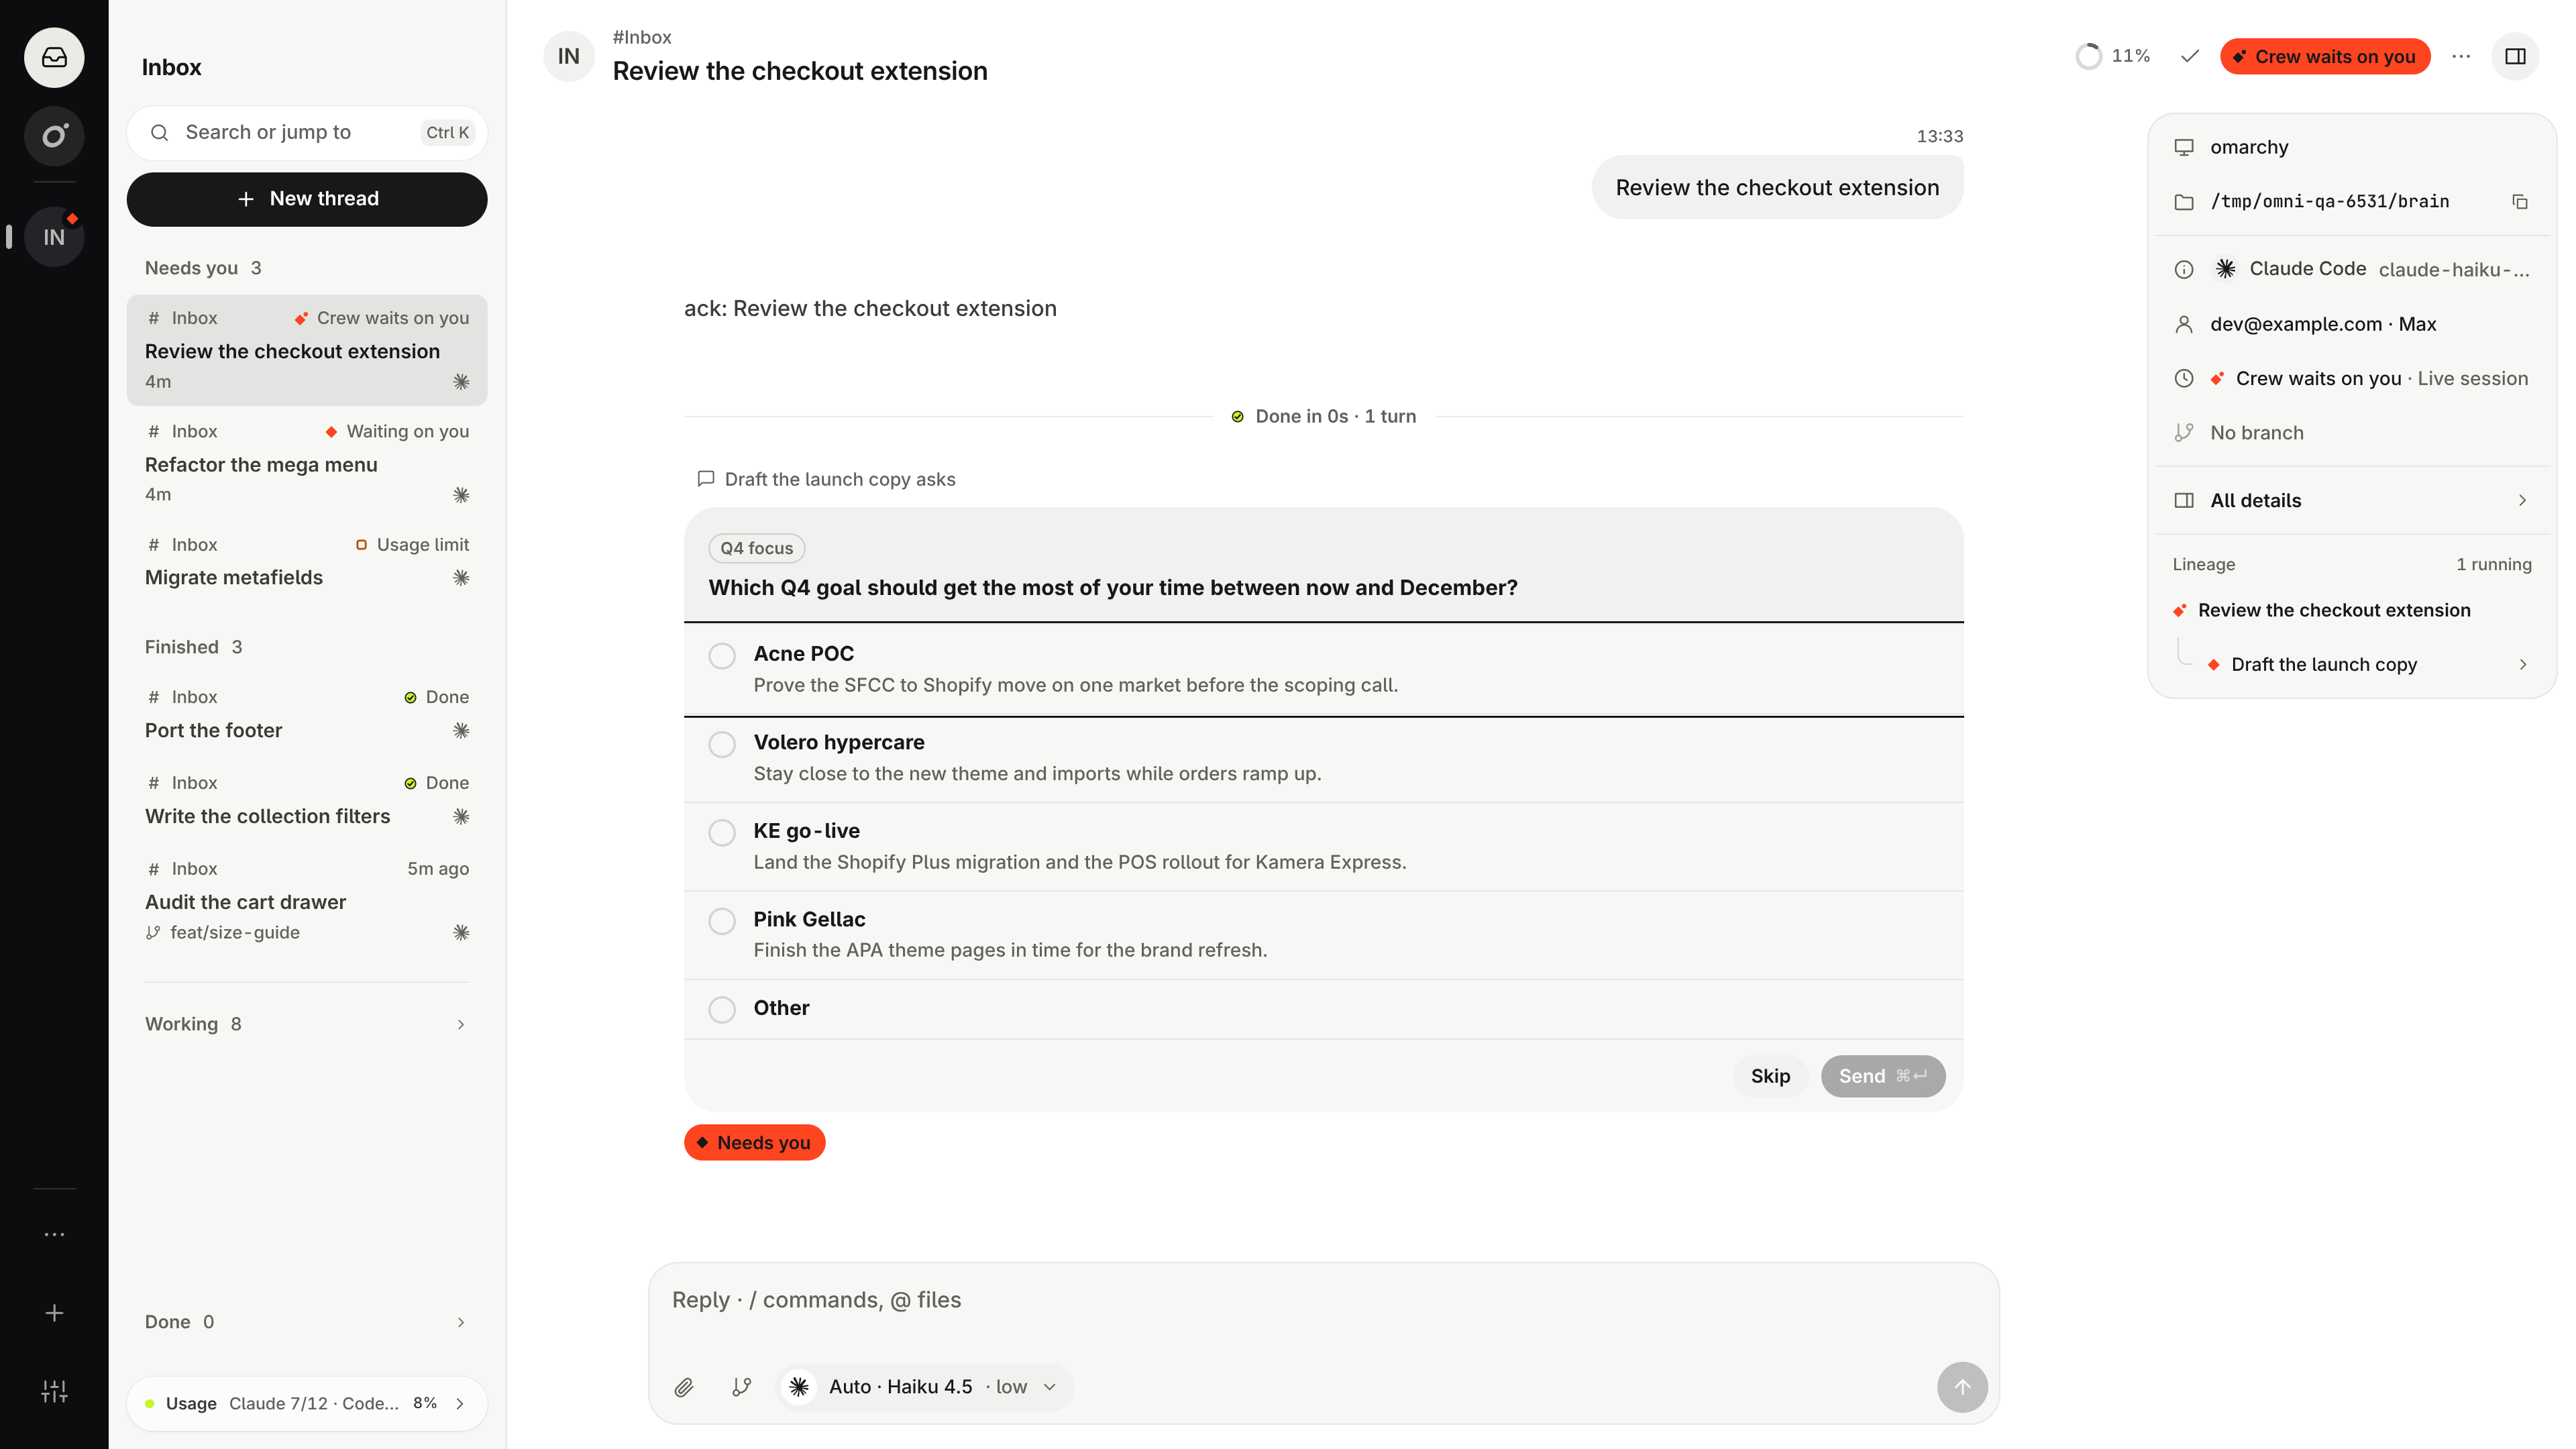 Inbox
Search or jump to
Ctrl K
New thread
IN
Needs you 3
# Inbox
Crew waits on you
Review the checkout extension
4m
# Inbox
Waiting on you
Refactor the mega menu
4m
# Inbox
Usage limit
Migrate metafields
Finished 3
# Inbox
Done
Port the footer
# Inbox
Done
Write the collection filters
# Inbox
5m ago
Audit the cart drawer
feat/size-guide
Working 8
Done 0
Usage Claude 7/12 · Code... 8%
IN
#Inbox
Review the checkout extension
11%
Crew waits on you
13:33
Review the checkout extension
ack: Review the checkout extension
Done in 0s · 1 turn
Draft the launch copy asks
Q4 focus
Which Q4 goal should get the most of your time between now and December?
Acne POC
Prove the SFCC to Shopify move on one market before the scoping call.
Volero hypercare
Stay close to the new theme and imports while orders ramp up.
KE go-live
Land the Shopify Plus migration and the POS rollout for Kamera Express.
Pink Gellac
Finish the APA theme pages in time for the brand refresh.
Other
Skip
Send ⌘↵
Needs you
Reply · / commands, @ files
Auto · Haiku 4.5 · low
omarchy
/tmp/omni-qa-6531/brain
Claude Code claude-haiku-...
dev@example.com · Max
Crew waits on you · Live session
No branch
All details
Lineage
1 running
Review the checkout extension
Draft the launch copy